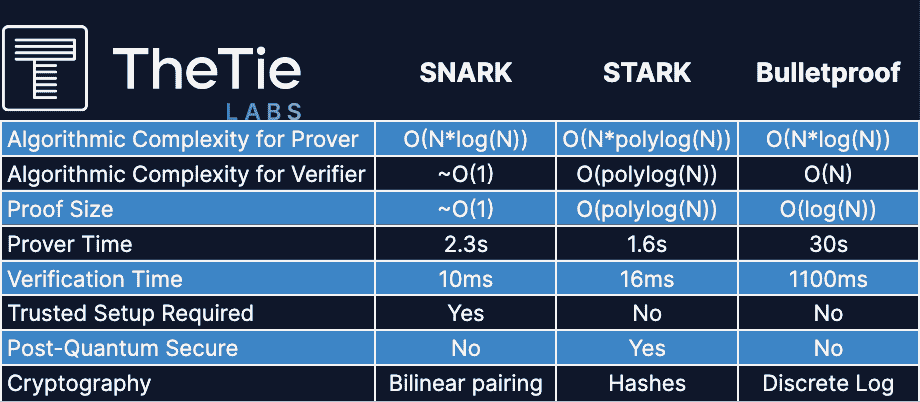 TheTie
LABS
SNARK STARK Bulletproof
Algorithmic Complexity for Prover O(N*log(N)) O(N*polylog(N)) O(N*log(N))
Algorithmic Complexity for Verifier ~O(1) O(polylog(N)) O(N)
Proof Size ~O(1) O(polylog(N)) O(log(N))
Prover Time 2.3s 1.6s 30s
Verification Time 10ms 16ms 1100ms
Trusted Setup Required Yes No No
Post-Quantum Secure No Yes No
Cryptography Bilinear pairing Hashes Discrete Log